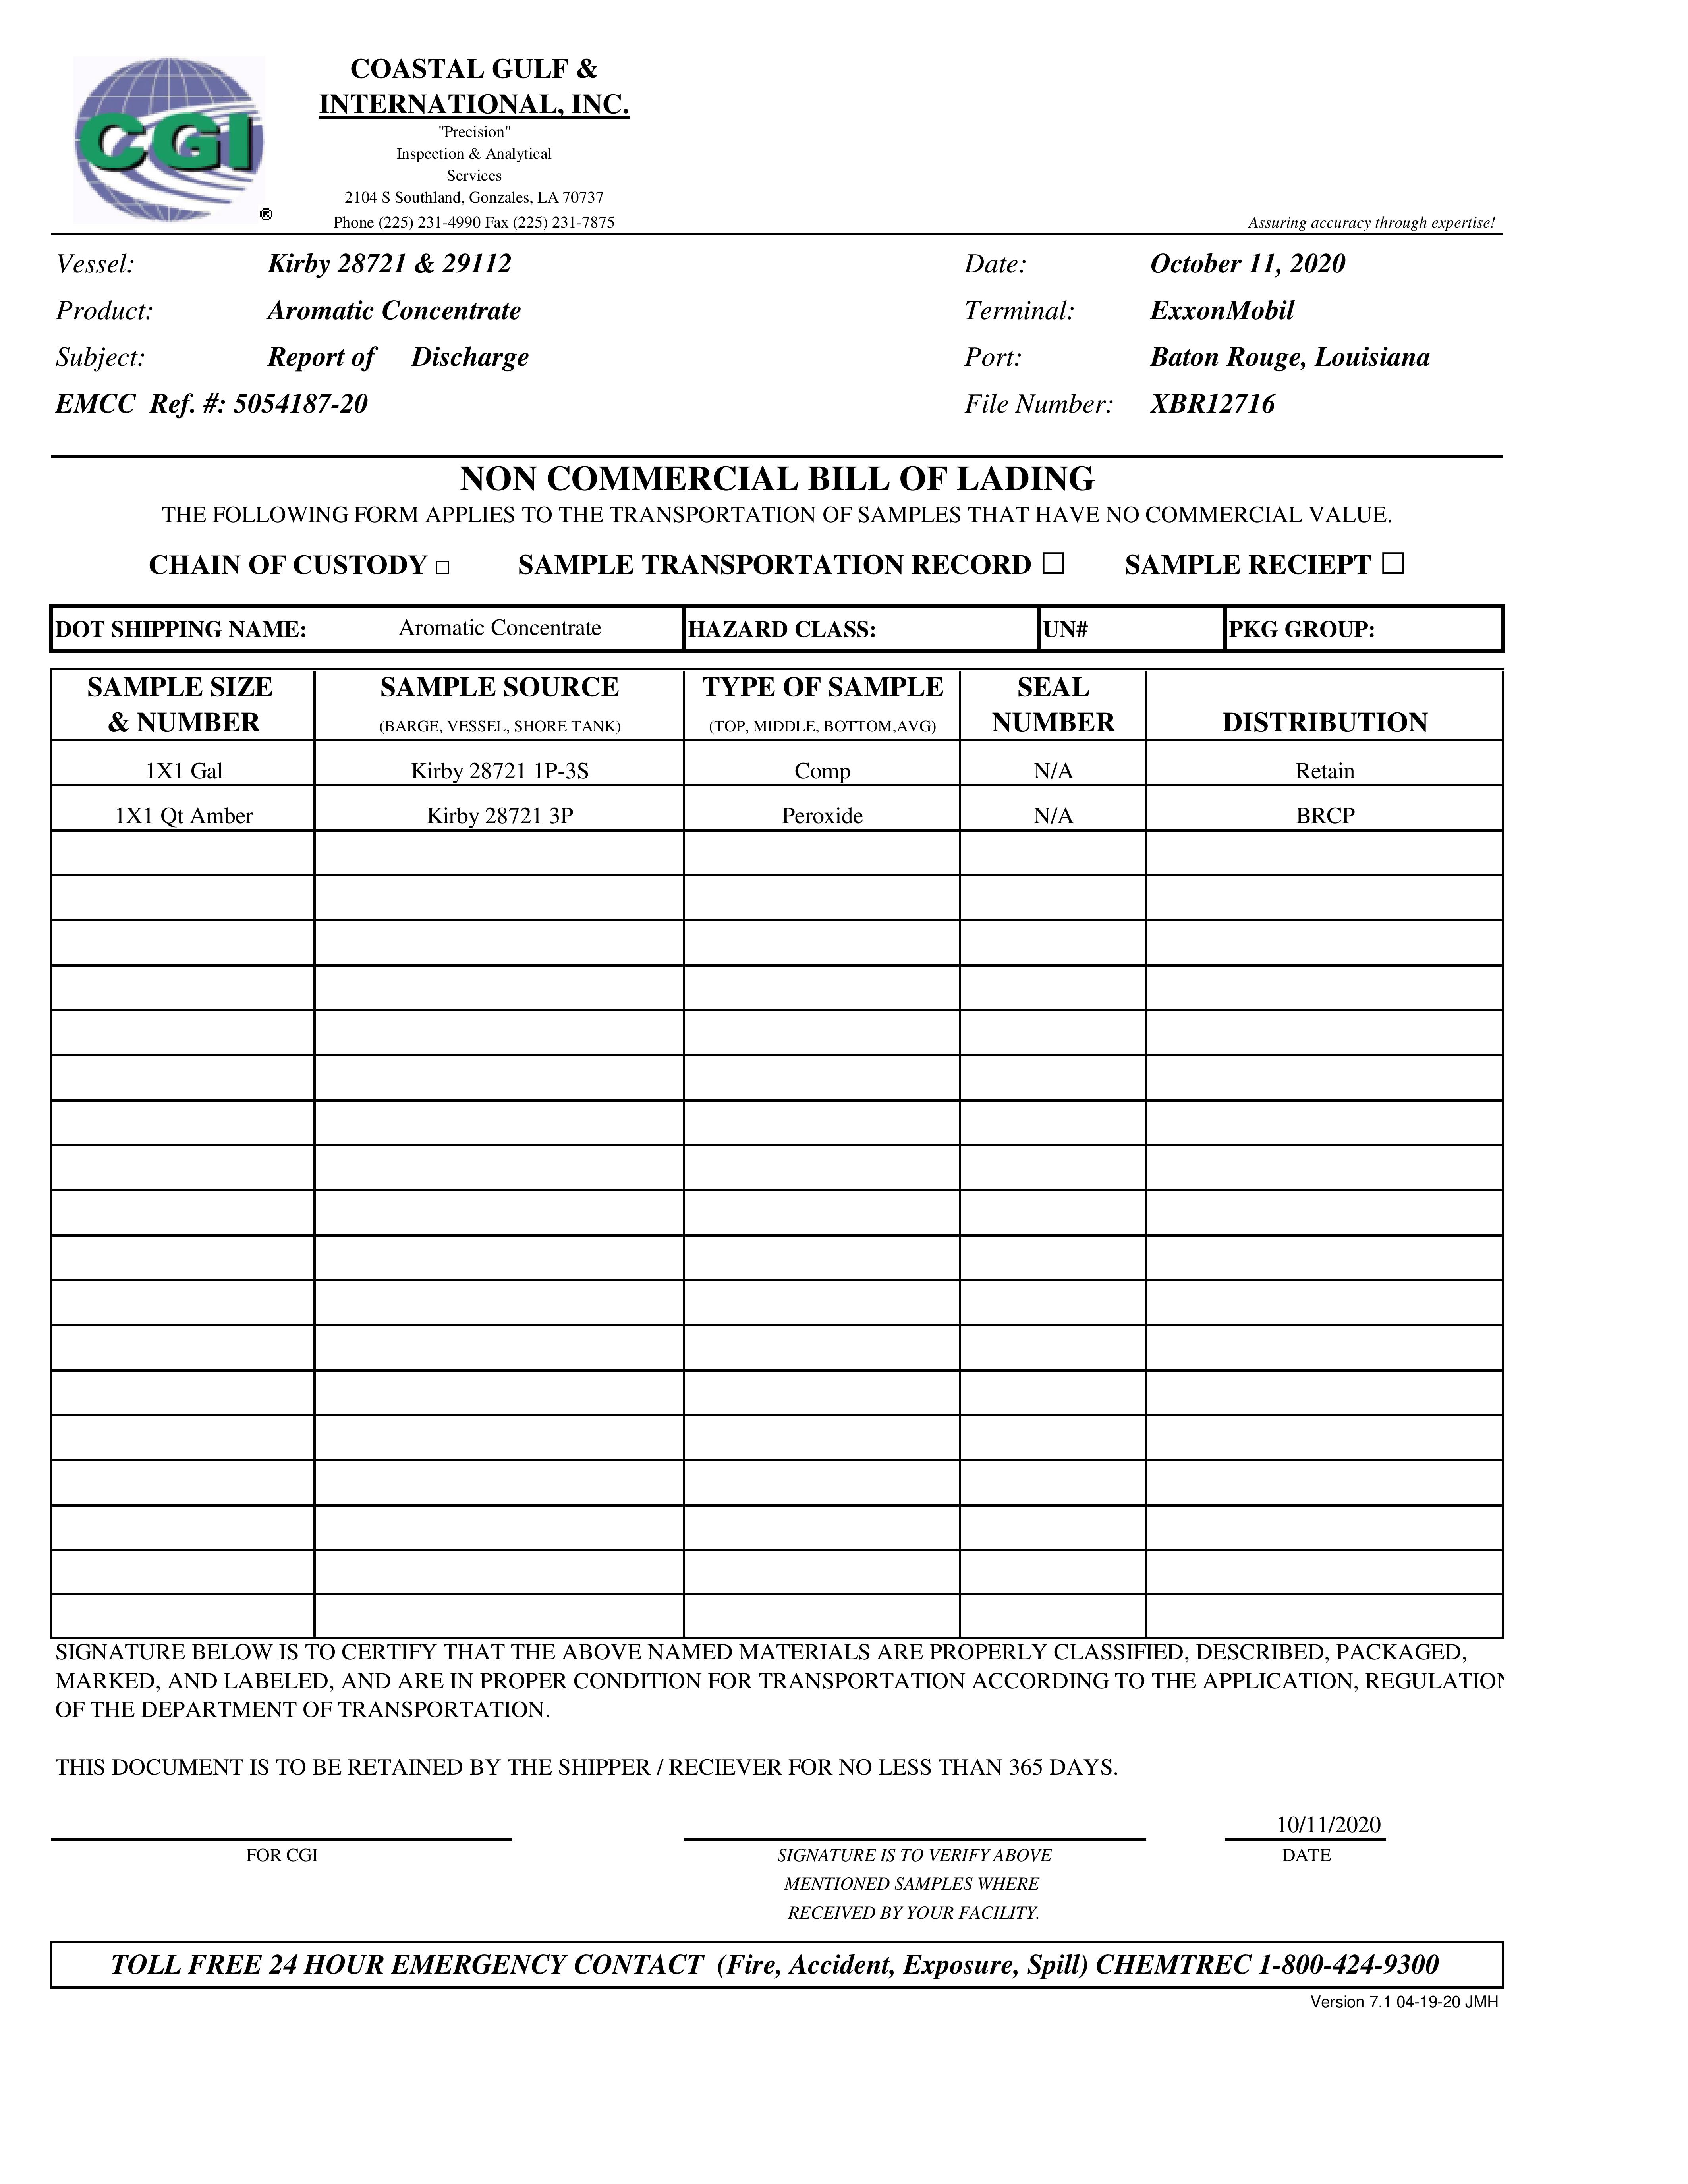 CGI
®
COASTAL GULF &
INTERNATIONAL, INC.
"Precision"
Inspection & Analytical
Services
2104 S Southland, Gonzales, LA 70737
Phone (225) 231-4990 Fax (225) 231-7875
Assuring accuracy through expertise!
Vessel: Kirby 28721 & 29112 Date: October 11, 2020
Product: Aromatic Concentrate Terminal: ExxonMobil
Subject: Report of Discharge Port: Baton Rouge, Louisiana
EMCC Ref. #: 5054187-20 File Number: XBR12716
NON COMMERCIAL BILL OF LADING
THE FOLLOWING FORM APPLIES TO THE TRANSPORTATION OF SAMPLES THAT HAVE NO COMMERCIAL VALUE.
CHAIN OF CUSTODY □ SAMPLE TRANSPORTATION RECORD □ SAMPLE RECIEPT □
DOT SHIPPING NAME: Aromatic Concentrate HAZARD CLASS: UN# PKG GROUP:
SAMPLE SIZE SAMPLE SOURCE TYPE OF SAMPLE SEAL
& NUMBER (BARGE, VESSEL, SHORE TANK) (TOP, MIDDLE, BOTTOM,AVG) NUMBER DISTRIBUTION
1X1 Gal Kirby 28721 1P-3S Comp N/A Retain
1X1 Qt Amber Kirby 28721 3P Peroxide N/A BRCP
SIGNATURE BELOW IS TO CERTIFY THAT THE ABOVE NAMED MATERIALS ARE PROPERLY CLASSIFIED, DESCRIBED, PACKAGED,
MARKED, AND LABELED, AND ARE IN PROPER CONDITION FOR TRANSPORTATION ACCORDING TO THE APPLICATION, REGULATION
OF THE DEPARTMENT OF TRANSPORTATION.
THIS DOCUMENT IS TO BE RETAINED BY THE SHIPPER / RECIEVER FOR NO LESS THAN 365 DAYS.
10/11/2020
FOR CGI SIGNATURE IS TO VERIFY ABOVE DATE
MENTIONED SAMPLES WHERE
RECEIVED BY YOUR FACILITY.
TOLL FREE 24 HOUR EMERGENCY CONTACT (Fire, Accident, Exposure, Spill) CHEMTREC 1-800-424-9300
Version 7.1 04-19-20 JMH